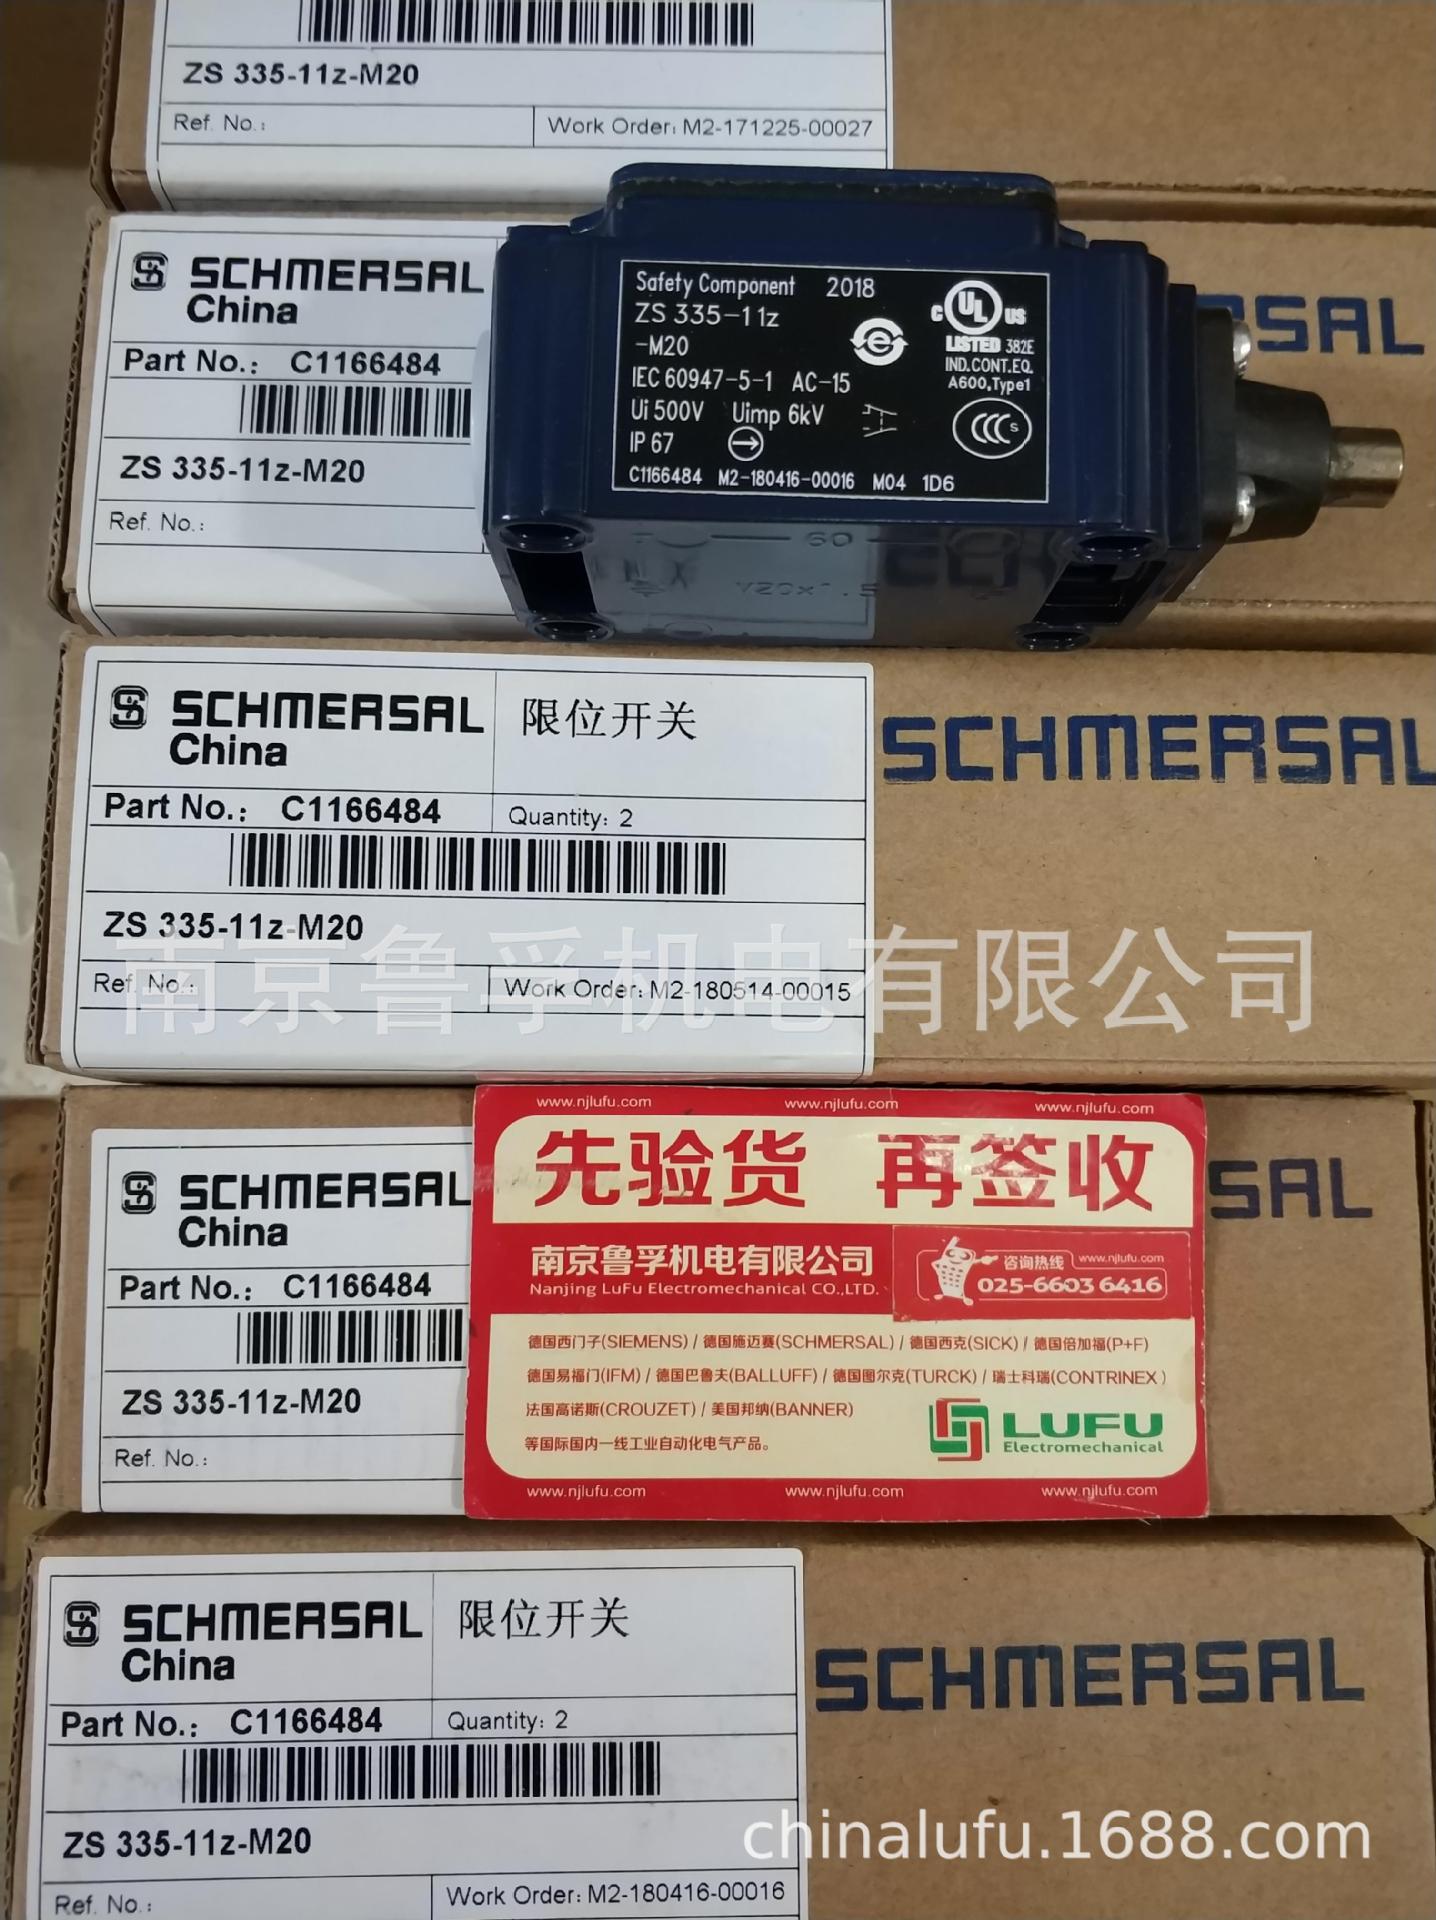 ZS 335-11z-M20
Ref. No.:
Work Order: M2-171225-00027
SCHMERSAL
China
Part No.: C1166484
ZS 335-11z-M20
Ref. No.:
Safety Component 2018
ZS 335-11z
-M20
IEC 60947-5-1 AC-15
Ui 500V Uimp 6kV
IP 67
C1166484 M2-180416-00016 M04 1D6
C UL US
LISTED 382E
IND.CONT.EQ.
A600,Type1
CCC S
60
RSAL
SCHMERSAL
China
限位开关
Part No.: C1166484
Quantity: 2
ZS 335-11z-M20
Ref. No.:
Work Order: M2-180514-00015
SCHMERSAL
南京鲁孚机电有限公司
SCHMERSAL
China
Part No.: C1166484
ZS 335-11z-M20
Ref. No.:
SAL
www.njlufu.com www.njlufu.com www.njlufu.com
先验货 再签收
南京鲁孚机电有限公司
Nanjing LuFu Electromechanical CO.,LTD.
咨询热线 www.njlufu.com
025-6603 6416
德国西门子(SIEMENS) / 德国施迈赛(SCHMERSAL) / 德国西克(SICK) / 德国倍加福(P+F)
德国易福门(IFM) / 德国巴鲁夫(BALLUFF) / 德国图尔克(TURCK) / 瑞士科瑞(CONTRINEX)
法国高诺斯(CROUZET) / 美国邦纳(BANNER)
等国际国内一线工业自动化电气产品。
LUFU
Electromechanical
www.njlufu.com www.njlufu.com www.njlufu.com
SCHMERSAL
China
限位开关
Part No.: C1166484
Quantity: 2
ZS 335-11z-M20
Ref. No.:
Work Order: M2-180416-00016
SCHMERSAL
chinalufu.1688.com